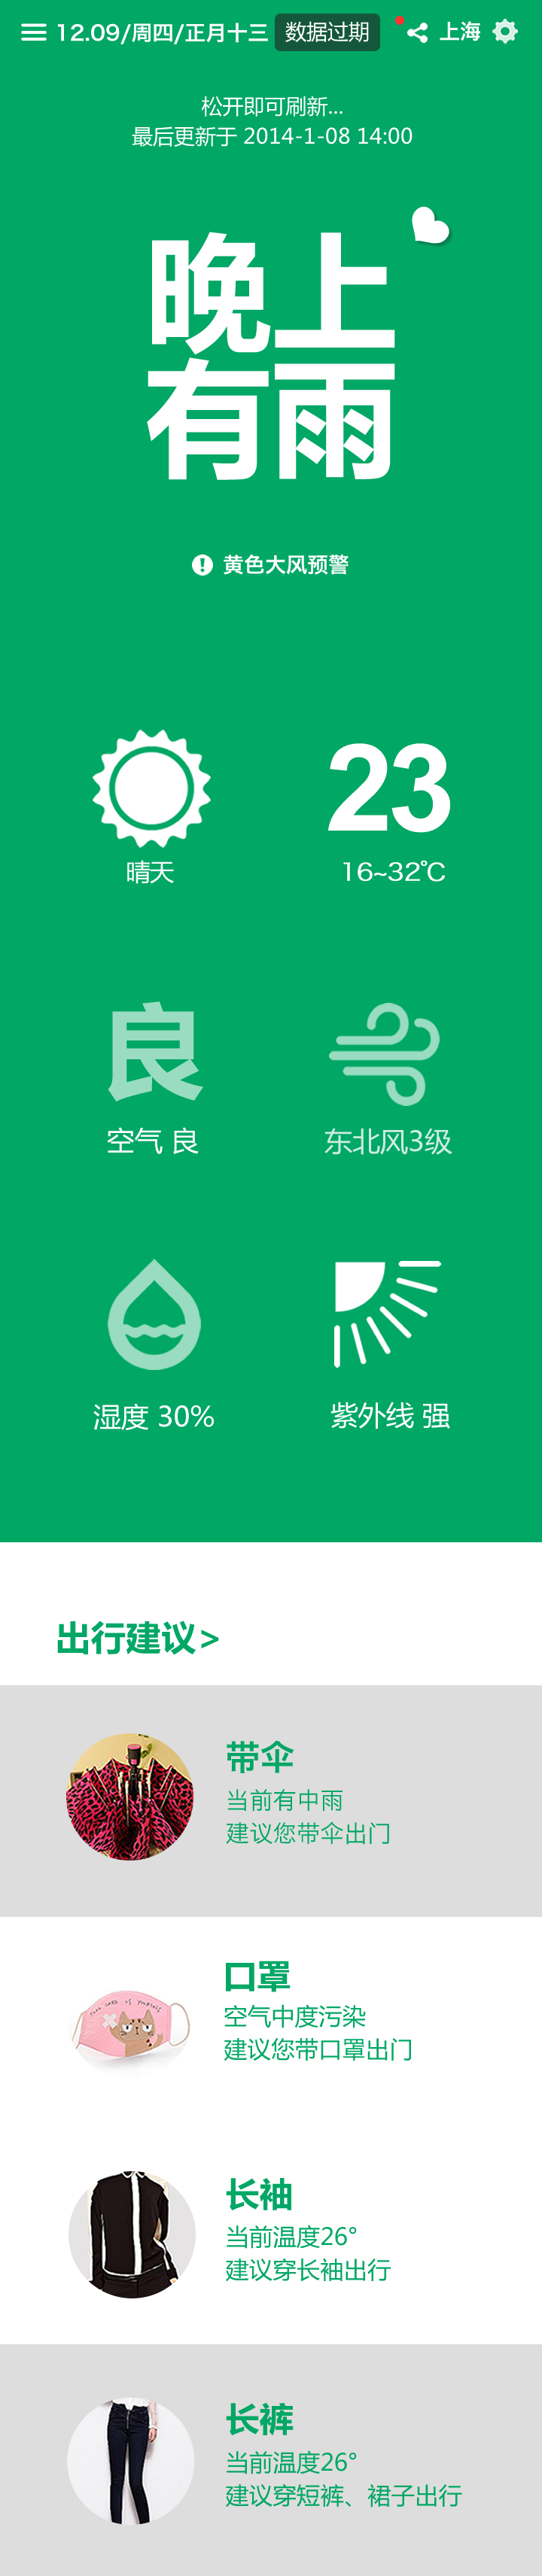 12.09/周四/正月十三 数据过期 上海
松开即可刷新...
最后更新于 2014-1-08 14:00
晚上
有雨
黄色大风预警
23
晴天 16~32℃
良
空气 良 东北风3级
湿度 30% 紫外线 强
出行建议>
带伞
当前有中雨
建议您带伞出门
口罩
空气中度污染
建议您带口罩出门
长袖
当前温度26°
建议穿长袖出行
长裤
当前温度26°
建议穿短裤、裙子出行